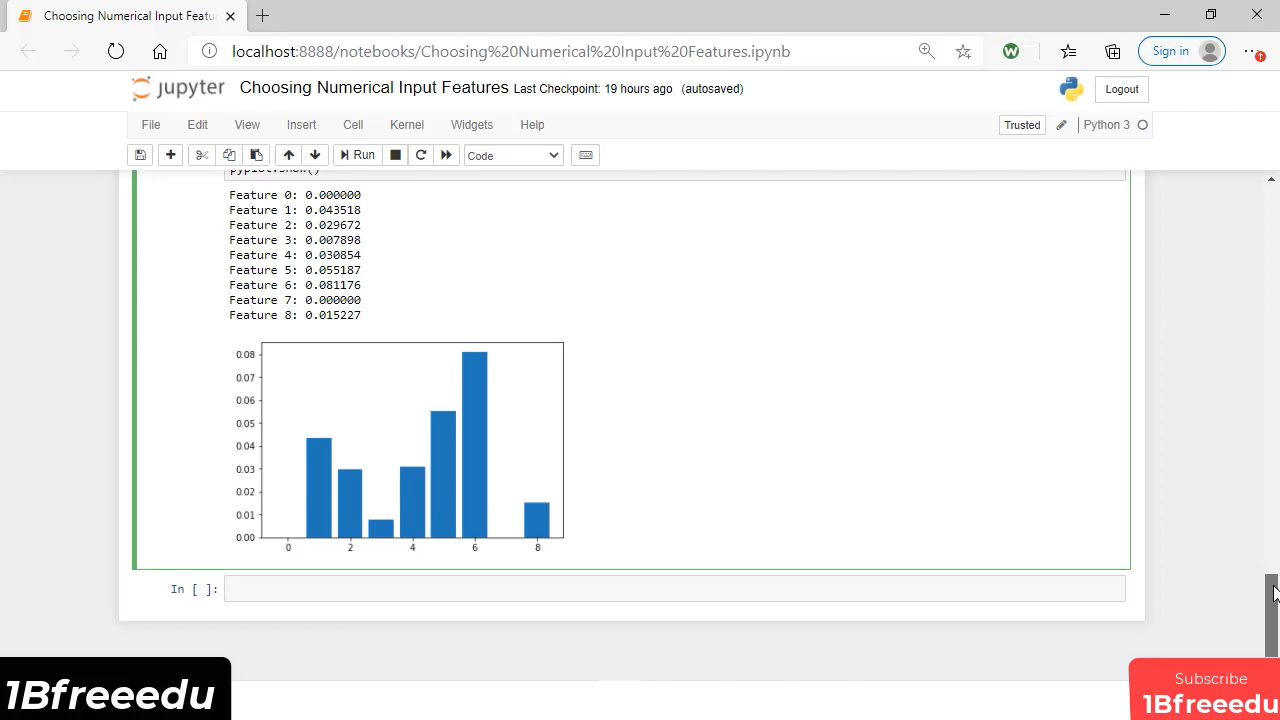 Choosing Numerical Input Featur
localhost:8888/notebooks/Choosing%20Numerical%20Input%20Features.ipynb
Sign in
jupyter Choosing Numerical Input Features Last Checkpoint: 19 hours ago (autosaved)
Logout
File Edit View Insert Cell Kernel Widgets Help
Trusted Python 3
Run Code
pyplot.show()
Feature 0: 0.000000
Feature 1: 0.043518
Feature 2: 0.029672
Feature 3: 0.007898
Feature 4: 0.030854
Feature 5: 0.055187
Feature 6: 0.081176
Feature 7: 0.000000
Feature 8: 0.015227
0.08
0.07
0.06
0.05
0.04
0.03
0.02
0.01
0.00
0 2 4 6 8
In [ ]:
1Bfreeedu
Subscribe
1Bfreedu